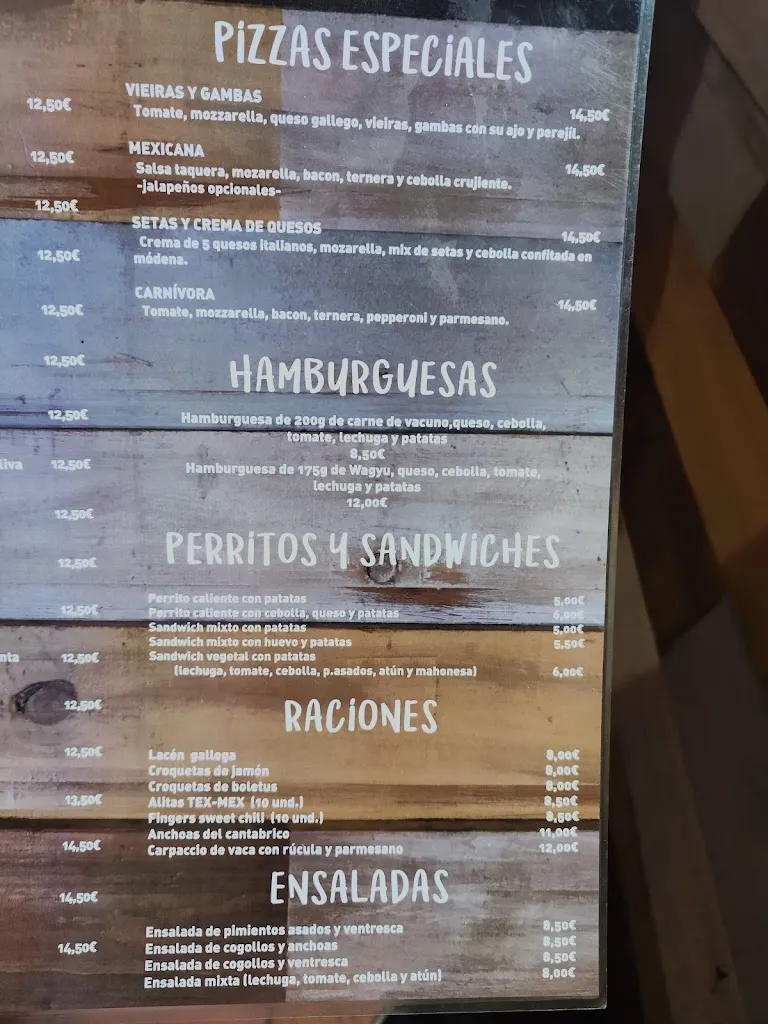 12,50€
12,50€
12,50€
12,50€
12,50€
12,50€
12,50€
liva 12,50€
12,50€
12,50€
12,50€
nta 12,50€
12,50€
12,50€
13,50€
14,50€
14,50€
14,50€
PIZZAS ESPECIALES
VIEIRAS Y GAMBAS
14,50€
Tomate, mozzarella, queso gallego, vieiras, gambas con su ajo y perejil.
MEXICANA
14,50€
Salsa taquera, mozarella, bacon, ternera y cebolla crujiente.
-jalapeños opcionales-
SETAS Y CREMA DE QUESOS
14,50€
Crema de 5 quesos italianos, mozarella, mix de setas y cebolla confitada en
módena.
CARNÍVORA
14,50€
Tomate, mozzarella, bacon, ternera, pepperoni y parmesano.
HAMBURGUESAS
Hamburguesa de 200g de carne de vacuno,queso, cebolla,
tomate, lechuga y patatas
8,50€
Hamburguesa de 175g de Wagyu, queso, cebolla, tomate,
lechuga y patatas
12,00€
PERRITOS Y SANDWICHES
Perrito caliente con patatas 5,00€
Perrito caliente con cebolla, queso y patatas 6,00€
Sandwich mixto con patatas 5,00€
Sandwich mixto con huevo y patatas 5,50€
Sandwich vegetal con patatas
(lechuga, tomate, cebolla, p.asados, atún y mahonesa) 6,00€
RACIONES
Lacón gallega 8,00€
Croquetas de jamón 8,00€
Croquetas de boletus 8,00€
Alitas TEX-MEX (10 und.) 8,50€
Fingers sweet chili (10 und.) 8,50€
Anchoas del cantabrico 11,00€
Carpaccio de vaca con rúcula y parmesano 12,00€
ENSALADAS
Ensalada de pimientos asados y ventresca 8,50€
Ensalada de cogollos y anchoas 8,50€
Ensalada de cogollos y ventresca 8,50€
Ensalada mixta (lechuga, tomate, cebolla y atún) 8,00€